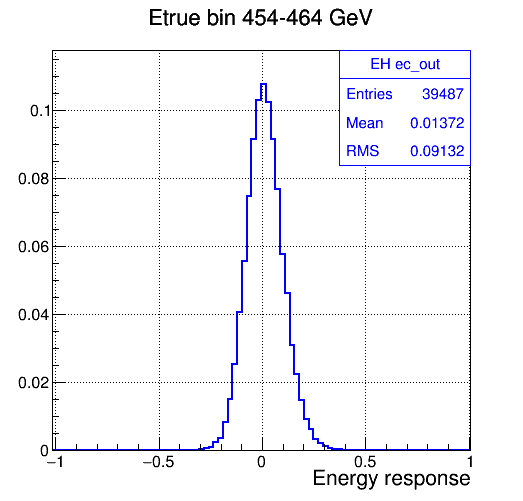 Etrue bin 454-464 GeV
EH ec_out
Entries 39487
Mean 0.01372
RMS 0.09132
0.1
0.08
0.06
0.04
0.02
0
−1 −0.5 0 0.5 1
Energy response